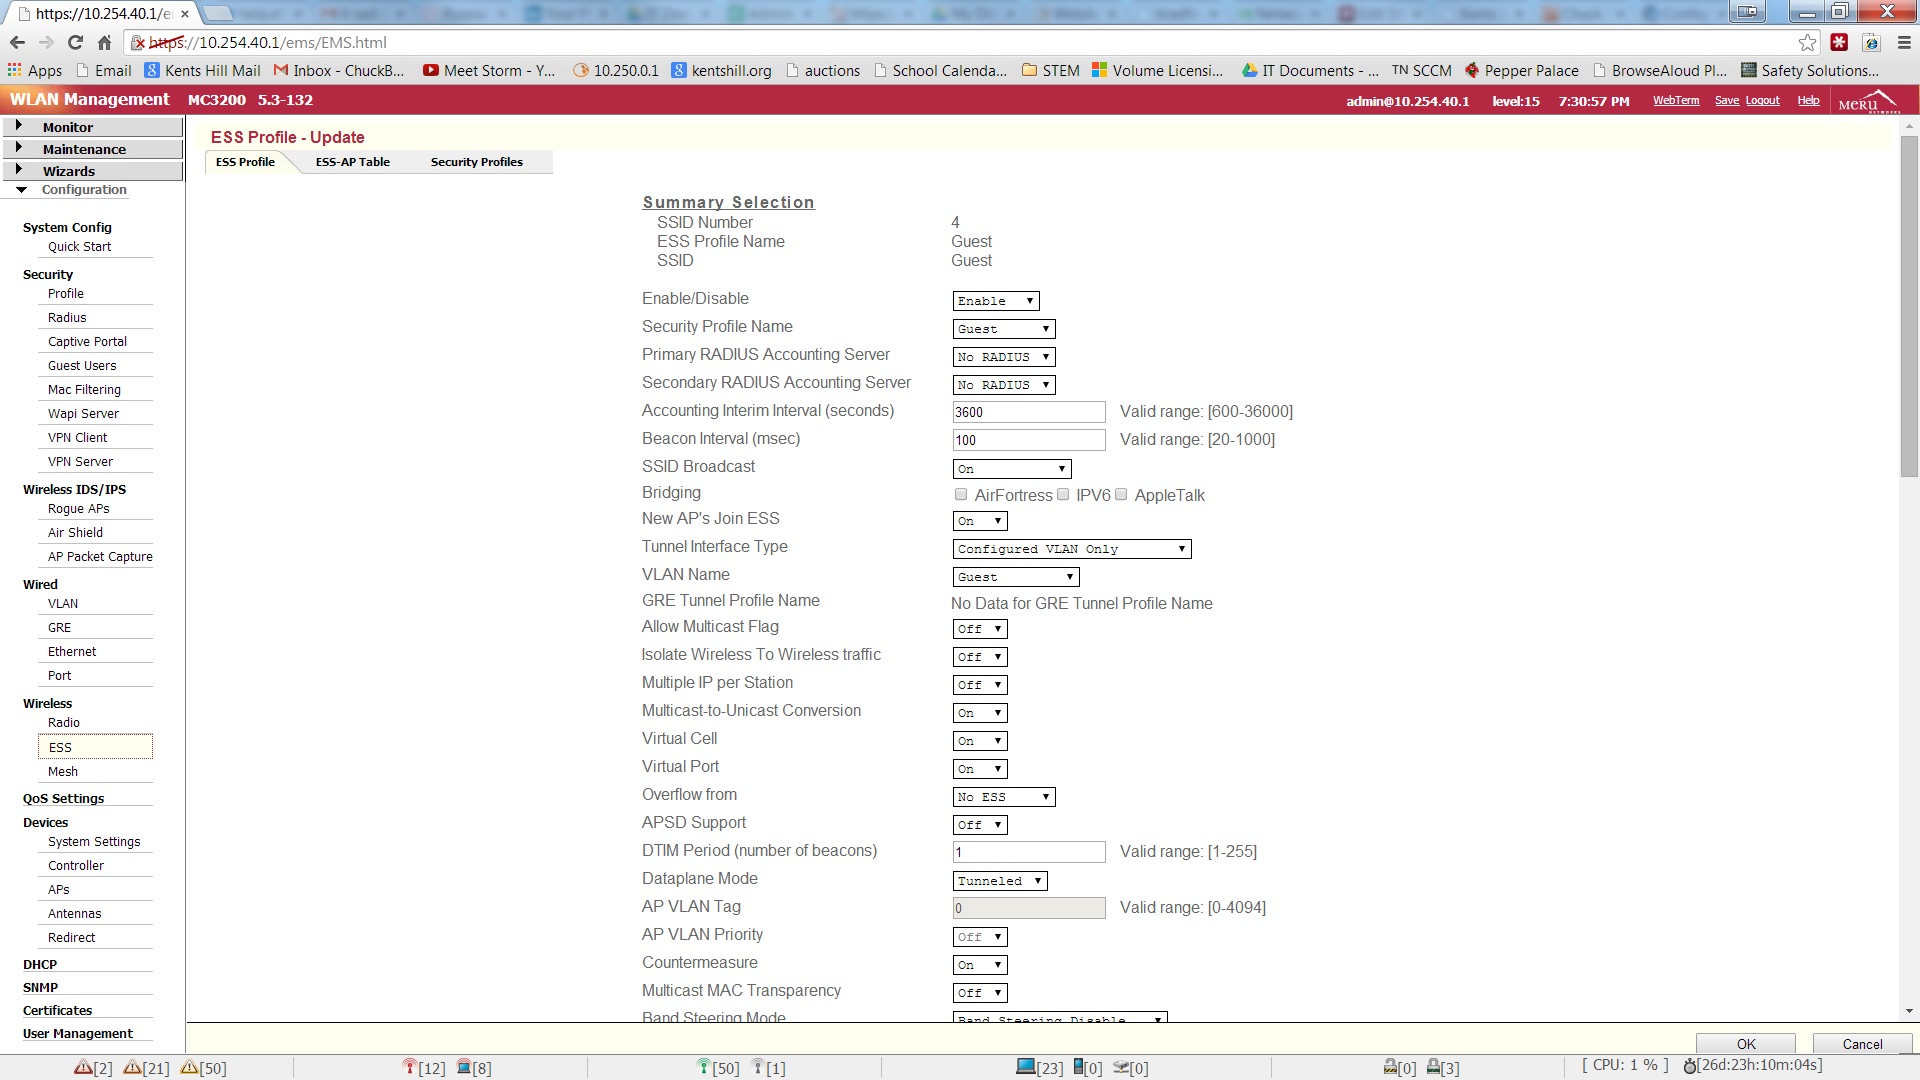 https://10.254.40.1/e
https://10.254.40.1/ems/EMS.html
Apps Email Kents Hill Mail Inbox - ChuckB... Meet Storm - Y... 10.250.0.1 kentshill.org auctions School Calenda... STEM Volume Licensi... IT Documents - ... TN SCCM Pepper Palace BrowseAloud Pl... Safety Solutions...
WLAN Management MC3200 5.3-132 admin@10.254.40.1 level:15 7:30:57 PM WebTerm Save Logout Help MERU NETWORKS
Monitor
Maintenance
Wizards
Configuration
System Config
Quick Start
Security
Profile
Radius
Captive Portal
Guest Users
Mac Filtering
Wapi Server
VPN Client
VPN Server
Wireless IDS/IPS
Rogue APs
Air Shield
AP Packet Capture
Wired
VLAN
GRE
Ethernet
Port
Wireless
Radio
ESS
Mesh
QoS Settings
Devices
System Settings
Controller
APs
Antennas
Redirect
DHCP
SNMP
Certificates
User Management
ESS Profile - Update
ESS Profile ESS-AP Table Security Profiles
Summary Selection
SSID Number 4
ESS Profile Name Guest
SSID Guest
Enable/Disable Enable
Security Profile Name Guest
Primary RADIUS Accounting Server No RADIUS
Secondary RADIUS Accounting Server No RADIUS
Accounting Interim Interval (seconds) 3600 Valid range: [600-36000]
Beacon Interval (msec) 100 Valid range: [20-1000]
SSID Broadcast On
Bridging AirFortress IPV6 AppleTalk
New AP's Join ESS On
Tunnel Interface Type Configured VLAN Only
VLAN Name Guest
GRE Tunnel Profile Name No Data for GRE Tunnel Profile Name
Allow Multicast Flag Off
Isolate Wireless To Wireless traffic Off
Multiple IP per Station Off
Multicast-to-Unicast Conversion On
Virtual Cell On
Virtual Port On
Overflow from No ESS
APSD Support Off
DTIM Period (number of beacons) 1 Valid range: [1-255]
Dataplane Mode Tunneled
AP VLAN Tag 0 Valid range: [0-4094]
AP VLAN Priority Off
Countermeasure On
Multicast MAC Transparency Off
Band Steering Mode Band Steering Disable
OK Cancel
[2] [21] [50] [12] [8] [50] [1] [23] [0] [0] [0] [3] [ CPU: 1 % ] [26d:23h:10m:04s]